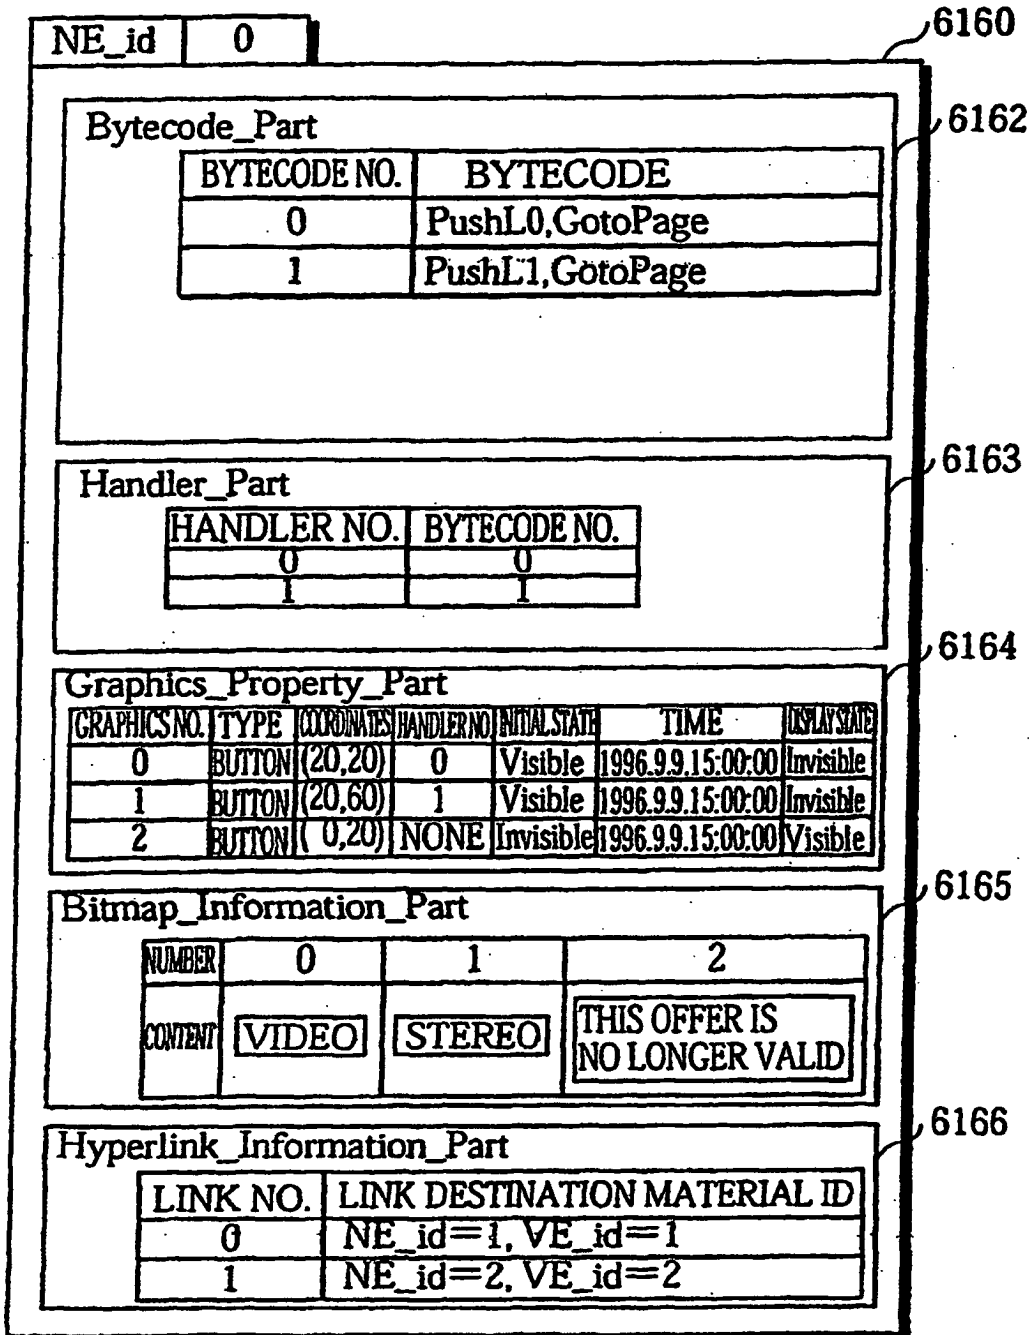 NE_id 0
6160
6162
Bytecode_Part
BYTECODE NO. BYTECODE
0 PushL0,GotoPage
1 PushL1,GotoPage
6163
Handler_Part
HANDLER NO. BYTECODE NO.
0 0
1 1
6164
Graphics_Property_Part
GRAPHICS NO. TYPE COORDINATES HANDLER NO INITIAL STATE TIME DISPLAY STATE
0 BUTTON (20,20) 0 Visible 1996.9.9.15:00:00 Invisible
1 BUTTON (20,60) 1 Visible 1996.9.9.15:00:00 Invisible
2 BUTTON ( 0,20) NONE Invisible 1996.9.9.15:00:00 Visible
6165
Bitmap_Information_Part
NUMBER 0 1 2
CONTENT VIDEO STEREO THIS OFFER IS
NO LONGER VALID
6166
Hyperlink_Information_Part
LINK NO. LINK DESTINATION MATERIAL ID
0 NE_id=1, VE_id=1
1 NE_id=2, VE_id=2